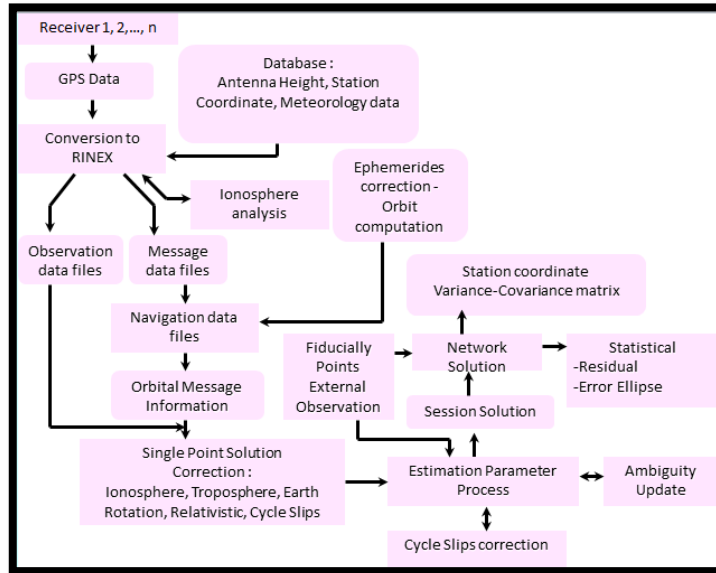 Receiver 1, 2,..., n
GPS Data
Database :
Antenna Height, Station
Coordinate, Meteorology data
Conversion to
RINEX
Ionosphere
analysis
Ephemerides
correction -
Orbit
computation
Observation
data files
Message
data files
Navigation data
files
Orbital Message
Information
Station coordinate
Variance-Covariance matrix
Fiducially
Points
External
Observation
Network
Solution
Statistical
-Residual
-Error Ellipse
Session Solution
Single Point Solution
Correction :
Ionosphere, Troposphere, Earth
Rotation, Relativistic, Cycle Slips
Estimation Parameter
Process
Ambiguity
Update
Cycle Slips correction